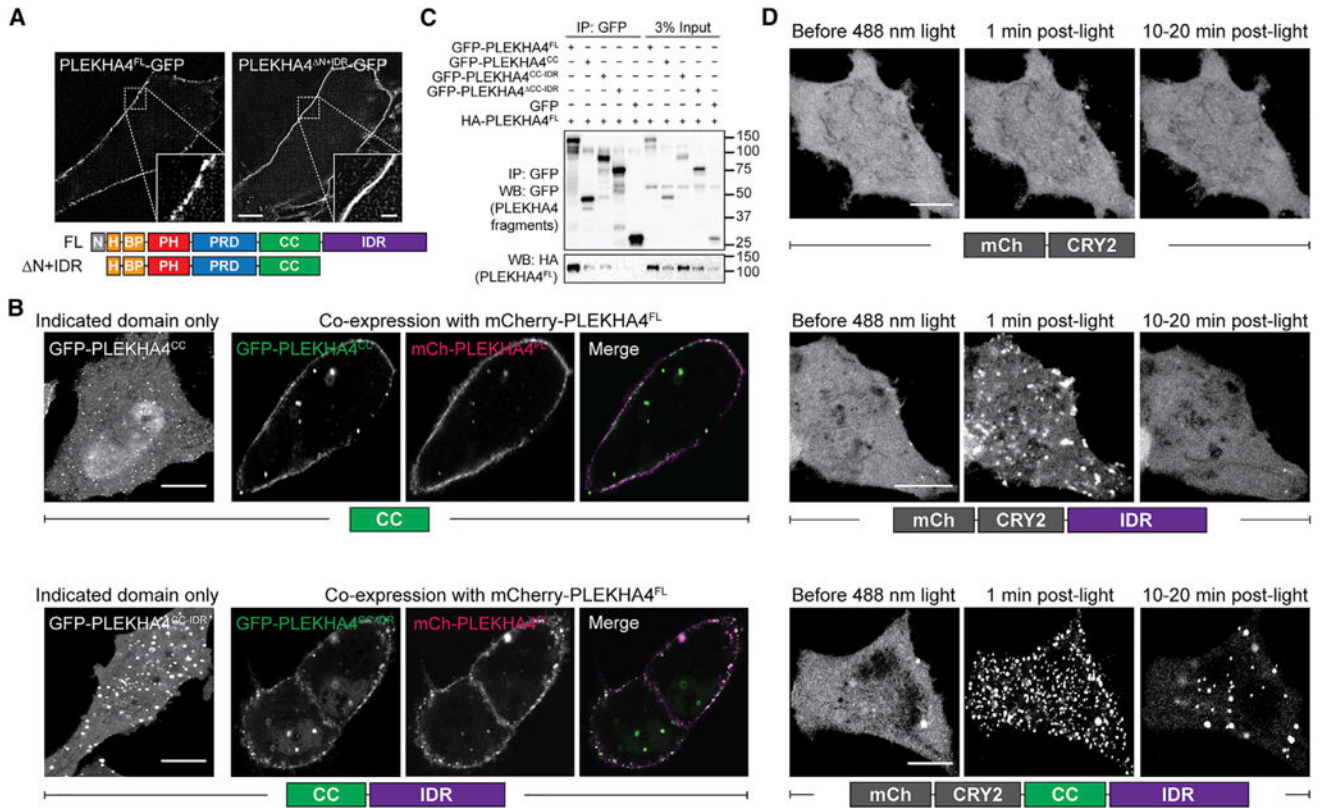 A
PLEKHA4FL-GFP
PLEKHA4ΔN+IDR-GFP
FL N H BP PH PRD CC IDR
ΔN+IDR H BP PH PRD CC
B
Indicated domain only
Co-expression with mCherry-PLEKHA4FL
GFP-PLEKHA4CC
GFP-PLEKHA4CC
mCh-PLEKHA4FL
Merge
CC
Indicated domain only
Co-expression with mCherry-PLEKHA4FL
GFP-PLEKHA4CC-IDR
GFP-PLEKHA4CC-IDR
mCh-PLEKHA4FL
Merge
CC IDR
C
IP: GFP
3% Input
GFP-PLEKHA4FL + − − − − + − − − −
GFP-PLEKHA4CC − + − − − − + − − −
GFP-PLEKHA4CC-IDR − − + − − − − + − −
GFP-PLEKHA4ΔCC-IDR − − − + − − − − + −
GFP − − − − + − − − − +
HA-PLEKHA4FL + + + + + + + + + +
150
100
75
50
37
25
IP: GFP
WB: GFP
(PLEKHA4
fragments)
WB: HA
(PLEKHA4FL)
150
100
D
Before 488 nm light
1 min post-light
10-20 min post-light
mCh CRY2
Before 488 nm light
1 min post-light
10-20 min post-light
mCh CRY2 IDR
Before 488 nm light
1 min post-light
10-20 min post-light
mCh CRY2 CC IDR